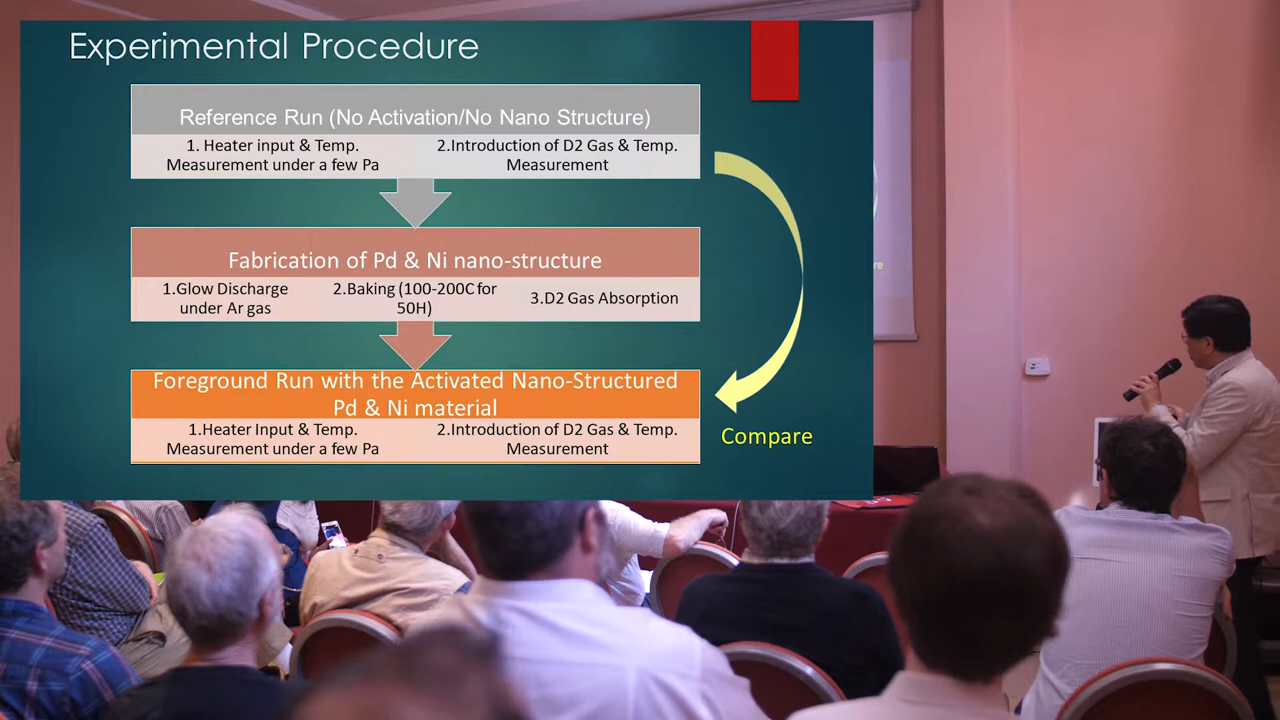 Experimental Procedure
Reference Run (No Activation/No Nano Structure)
1. Heater input & Temp.
Measurement under a few Pa
2.Introduction of D2 Gas & Temp.
Measurement
Fabrication of Pd & Ni nano-structure
1.Glow Discharge
under Ar gas
2.Baking (100-200C for
50H)
3.D2 Gas Absorption
Foreground Run with the Activated Nano-Structured
Pd & Ni material
1.Heater Input & Temp.
Measurement under a few Pa
2.Introduction of D2 Gas & Temp.
Measurement
Compare